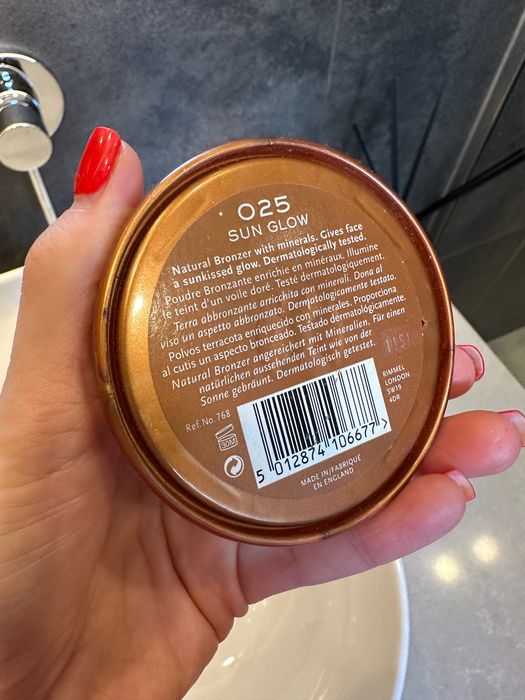 025
SUN GLOW
Natural Bronzer with minerals. Gives face
a sunkissed glow. Dermatologically tested.
Poudre Bronzante enrichie en minéraux. Illumine
le teint d'un voile doré. Testé dermatologiquement.
Terra abbronzante arricchita con minerali. Dona al
viso un aspetto abbronzato. Dermatologicamente testato.
Polvos terracota enriquecido con minerales. Proporciona
al cutis un aspecto bronceado. Testado dermatológicamente.
Natural Bronzer angereichert mit Mineralien. Für einen
natürlichen aussehenden Teint wie von der
Sonne gebräunt. Dermatologisch getestet.
1151
Ref. No. 768
30M
5 012874 106677
RIMMEL
LONDON
SW19
4DR
MADE IN/FABRIQUE
EN ENGLAND